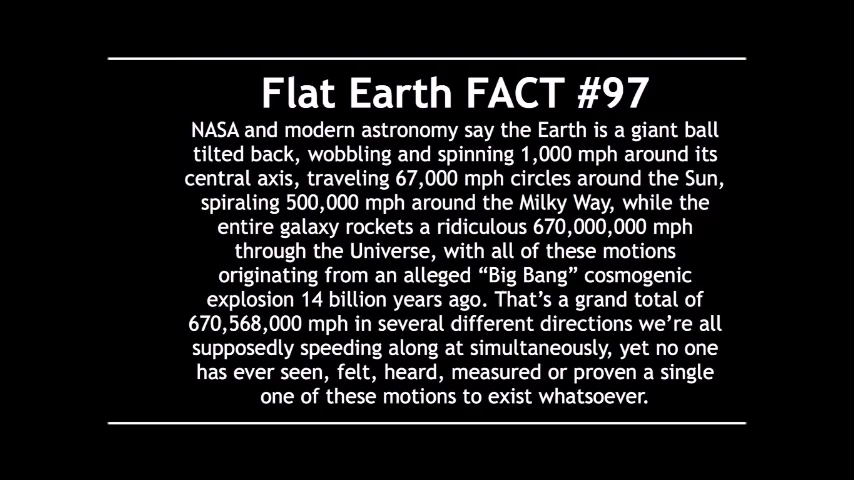 Flat Earth FACT #97
NASA and modern astronomy say the Earth is a giant ball
tilted back, wobbling and spinning 1,000 mph around its
central axis, traveling 67,000 mph circles around the Sun,
spiraling 500,000 mph around the Milky Way, while the
entire galaxy rockets a ridiculous 670,000,000 mph
through the Universe, with all of these motions
originating from an alleged “Big Bang” cosmogenic
explosion 14 billion years ago. That’s a grand total of
670,568,000 mph in several different directions we’re all
supposedly speeding along at simultaneously, yet no one
has ever seen, felt, heard, measured or proven a single
one of these motions to exist whatsoever.